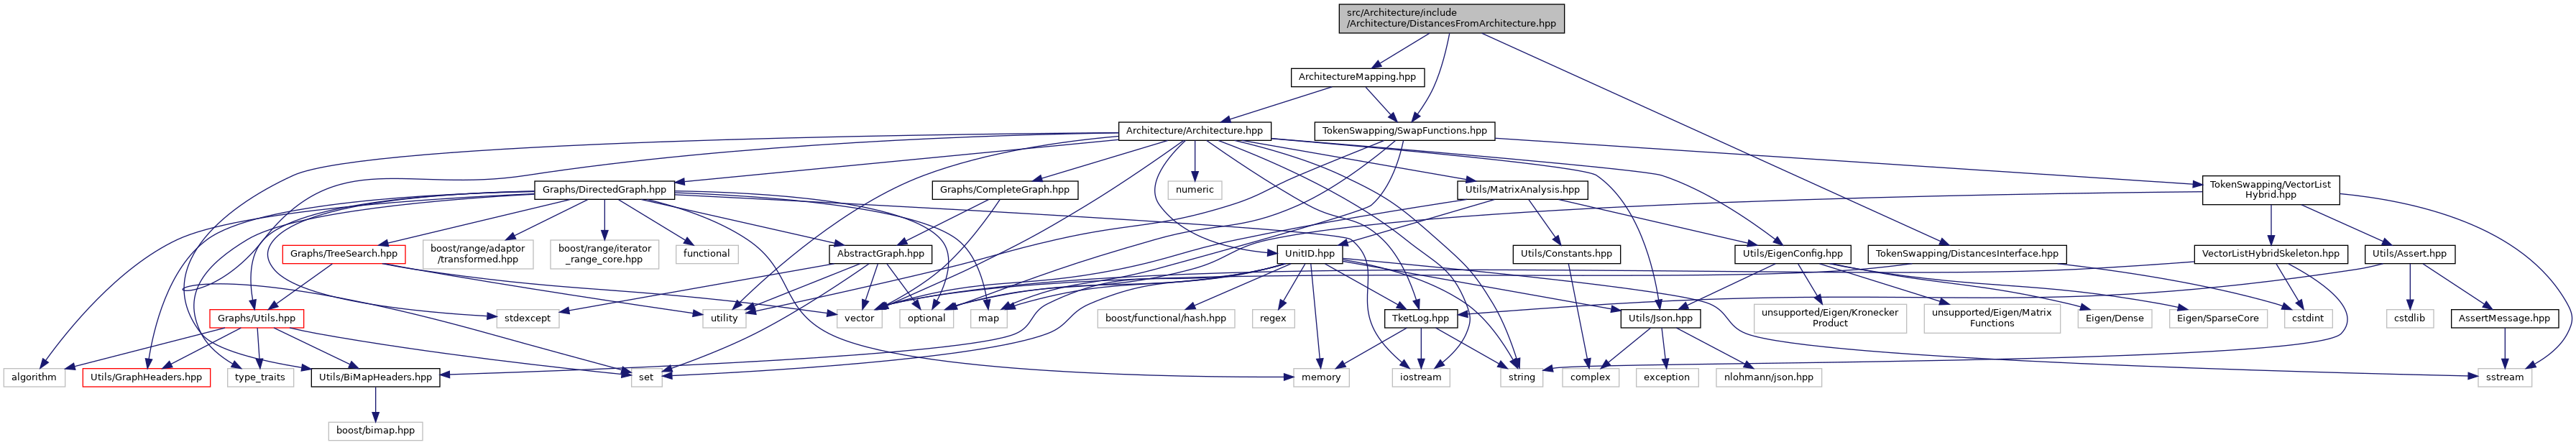 src/Architecture/include
/Architecture/DistancesFromArchitecture.hpp
ArchitectureMapping.hpp
Architecture/Architecture.hpp
TokenSwapping/SwapFunctions.hpp
Graphs/DirectedGraph.hpp
Graphs/CompleteGraph.hpp
numeric
Utils/MatrixAnalysis.hpp
TokenSwapping/VectorList
Hybrid.hpp
Graphs/TreeSearch.hpp
boost/range/adaptor
/transformed.hpp
boost/range/iterator
_range_core.hpp
functional
AbstractGraph.hpp
UnitID.hpp
Utils/Constants.hpp
Utils/EigenConfig.hpp
TokenSwapping/DistancesInterface.hpp
VectorListHybridSkeleton.hpp
Utils/Assert.hpp
Graphs/Utils.hpp
stdexcept
utility
vector
optional
map
boost/functional/hash.hpp
regex
TketLog.hpp
Utils/Json.hpp
unsupported/Eigen/Kronecker
Product
unsupported/Eigen/Matrix
Functions
Eigen/Dense
Eigen/SparseCore
cstdint
cstdlib
AssertMessage.hpp
algorithm
Utils/GraphHeaders.hpp
type_traits
Utils/BiMapHeaders.hpp
set
memory
iostream
string
complex
exception
nlohmann/json.hpp
sstream
boost/bimap.hpp